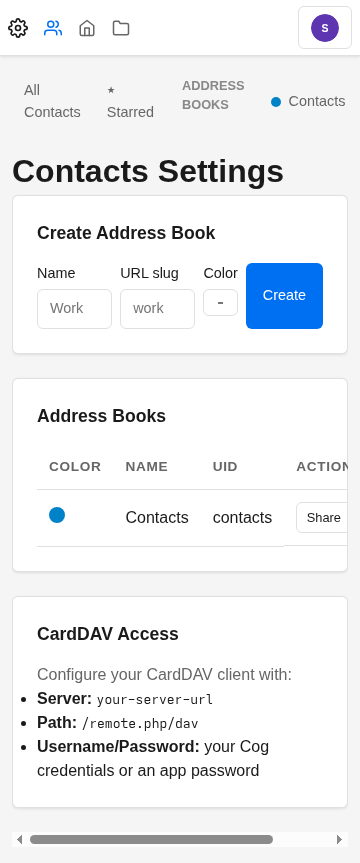 S
All Contacts
★ Starred
ADDRESS BOOKS
Contacts
Contacts Settings
Create Address Book
Name URL slug Color
Work work Create
Address Books
COLOR NAME UID ACTION
Contacts contacts Share
CardDAV Access
Configure your CardDAV client with:
• Server: your-server-url
• Path: /remote.php/dav
• Username/Password: your Cog
credentials or an app password